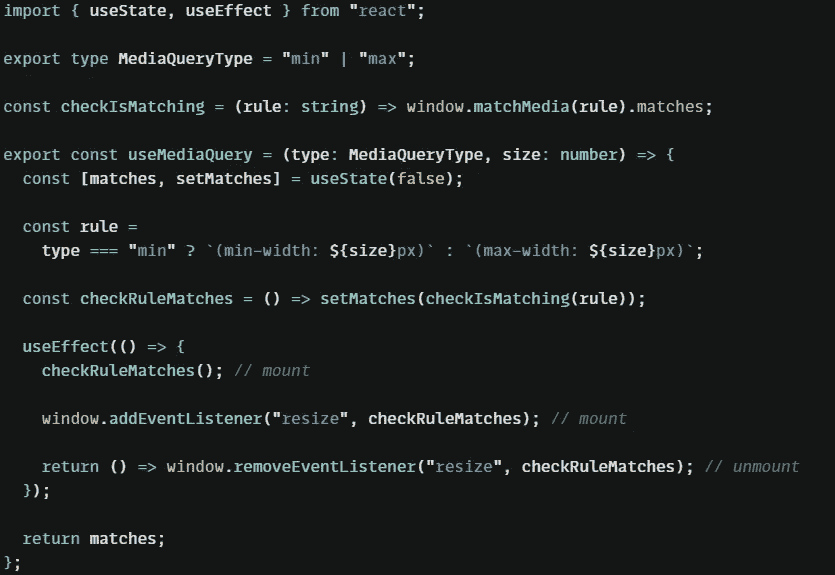 import { useState, useEffect } from "react";
export type MediaQueryType = "min" | "max";
const checkIsMatching = (rule: string) => window.matchMedia(rule).matches;
export const useMediaQuery = (type: MediaQueryType, size: number) => {
const [matches, setMatches] = useState(false);
const rule =
type === "min" ? `(min-width: ${size}px)` : `(max-width: ${size}px)`;
const checkRuleMatches = () => setMatches(checkIsMatching(rule));
useEffect(() => {
checkRuleMatches(); // mount
window.addEventListener("resize", checkRuleMatches); // mount
return () => window.removeEventListener("resize", checkRuleMatches); // unmount
});
return matches;
};